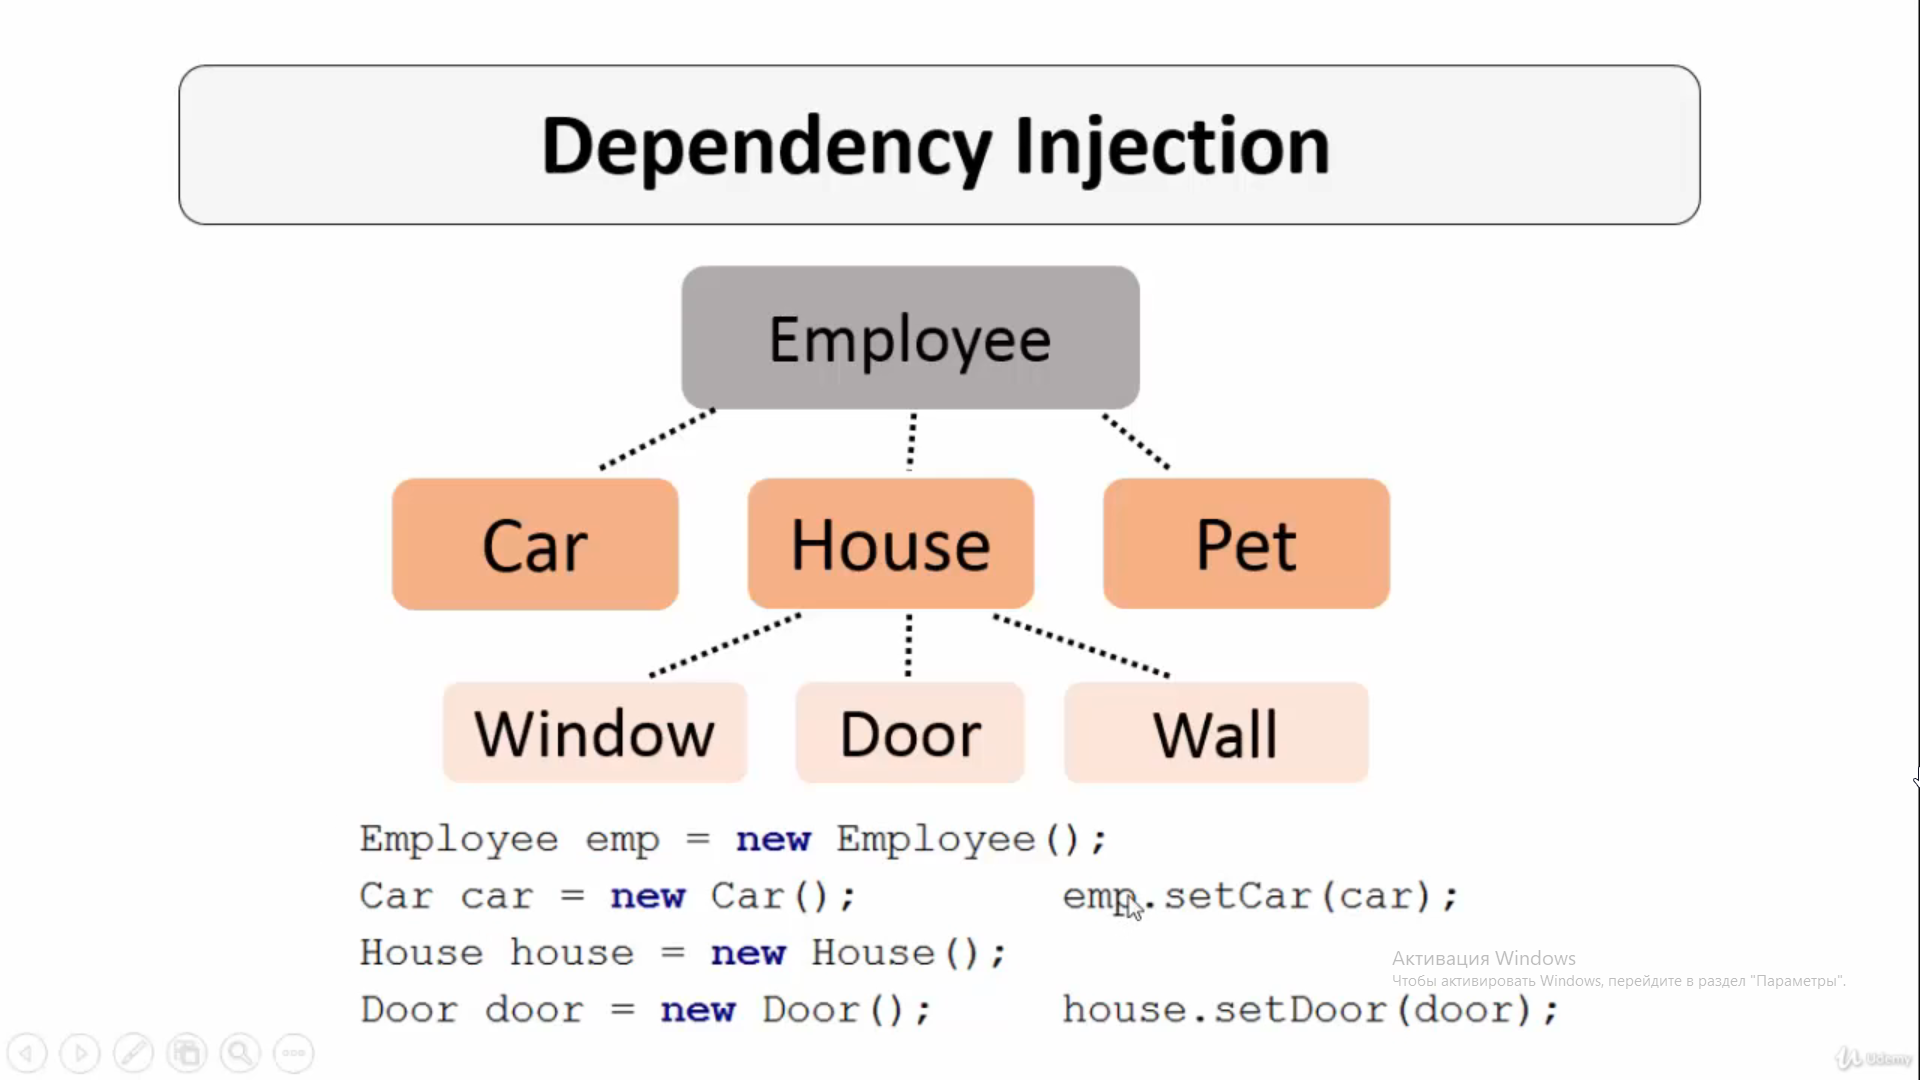 Dependency Injection
Employee
Car House Pet
Window Door Wall
Employee emp = new Employee();
Car car = new Car(); emp.setCar(car);
House house = new House();
Активация Windows
Чтобы активировать Windows, перейдите в раздел "Параметры".
Door door = new Door(); house.setDoor(door);
Udemy